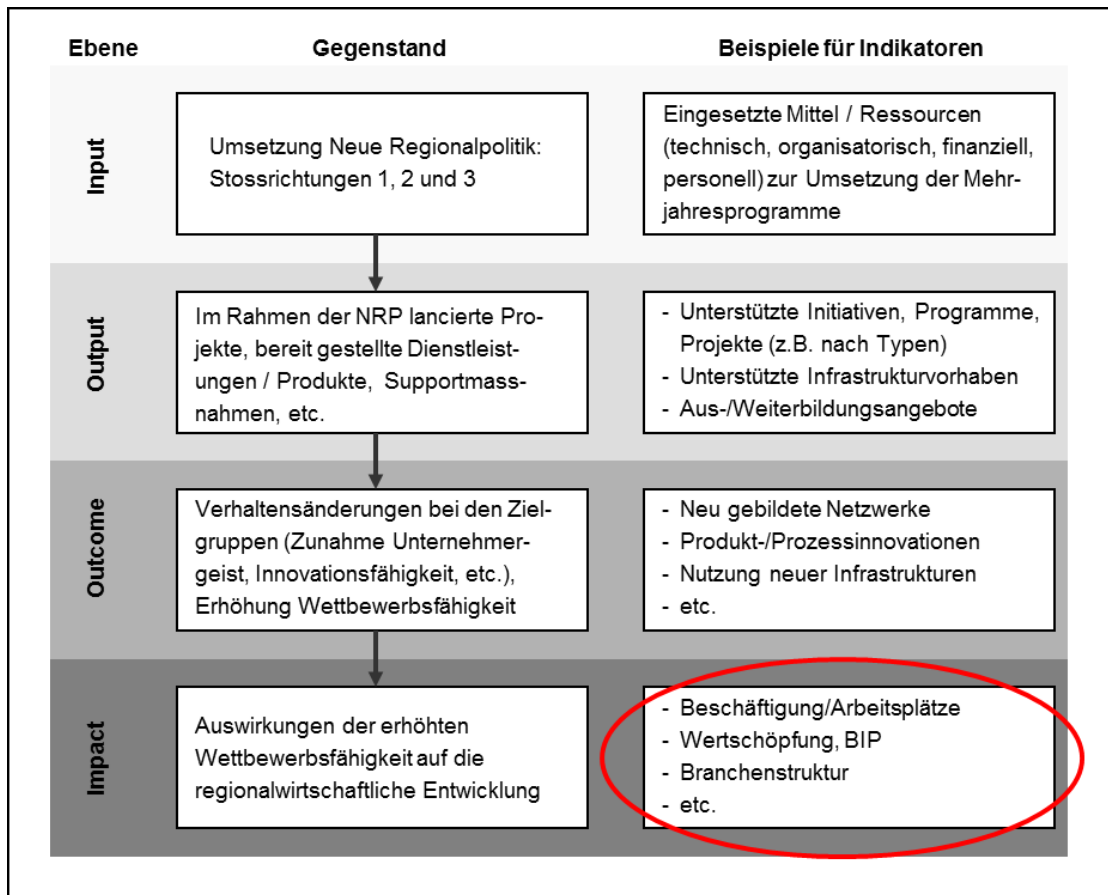 Ebene
Gegenstand
Beispiele für Indikatoren
Input
Umsetzung Neue Regionalpolitik:
Stossrichtungen 1, 2 und 3
Eingesetzte Mittel / Ressourcen
(technisch, organisatorisch, finanziell,
personell) zur Umsetzung der Mehr-
jahresprogramme
Output
Im Rahmen der NRP lancierte Pro-
jekte, bereit gestellte Dienstleist-
ungen / Produkte, Supportmass-
nahmen, etc.
- Unterstützte Initiativen, Programme,
Projekte (z.B. nach Typen)
- Unterstützte Infrastrukturvorhaben
- Aus-/Weiterbildungsangebote
Outcome
Verhaltensänderungen bei den Ziel-
gruppen (Zunahme Unternehmer-
geist, Innovationsfähigkeit, etc.),
Erhöhung Wettbewerbsfähigkeit
- Neu gebildete Netzwerke
- Produkt-/Prozessinnovationen
- Nutzung neuer Infrastrukturen
- etc.
Impact
Auswirkungen der erhöhten
Wettbewerbsfähigkeit auf die
regionalwirtschaftliche Entwicklung
- Beschäftigung/Arbeitsplätze
- Wertschöpfung, BIP
- Branchenstruktur
- etc.